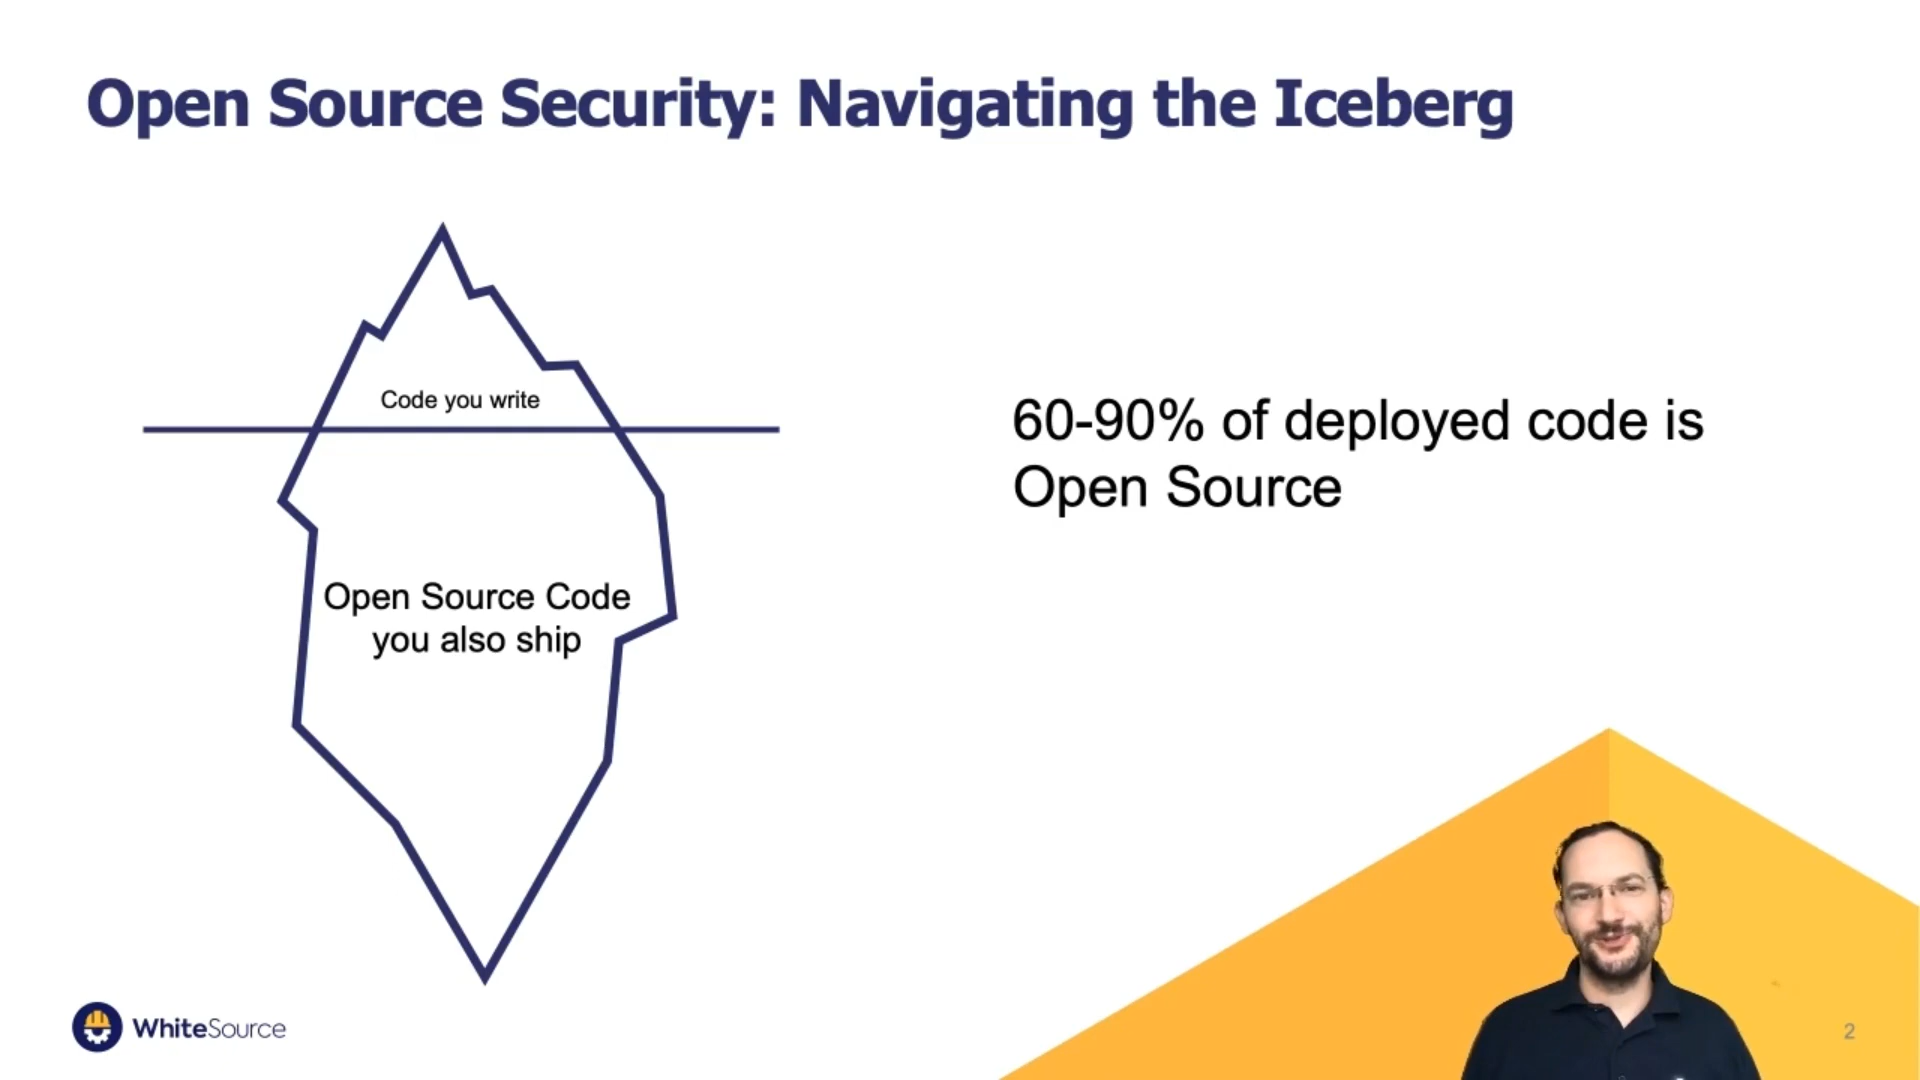 Open Source Security: Navigating the Iceberg
Code you write
Open Source Code
you also ship
60-90% of deployed code is
Open Source
WhiteSource
2